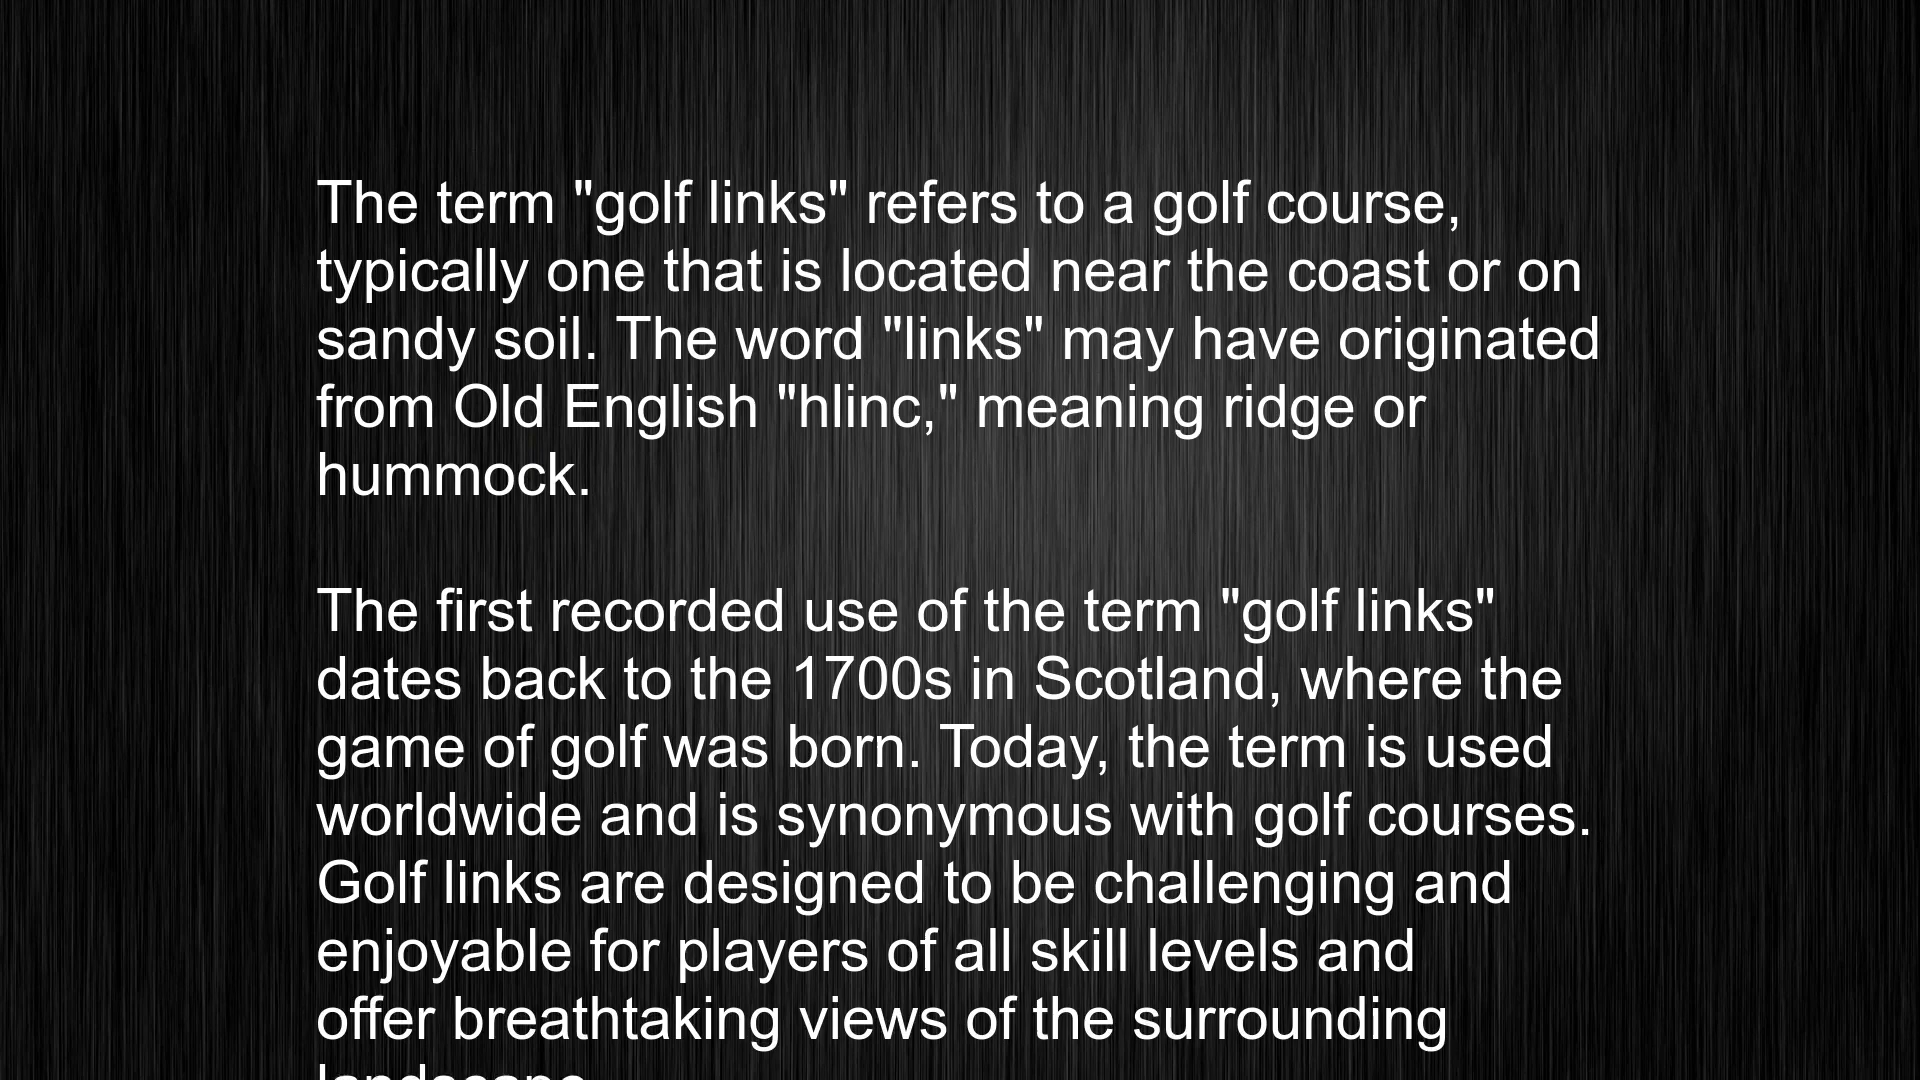 The term "golf links" refers to a golf course,
typically one that is located near the coast or on
sandy soil. The word "links" may have originated
from Old English "hlinc," meaning ridge or
hummock.
The first recorded use of the term "golf links"
dates back to the 1700s in Scotland, where the
game of golf was born. Today, the term is used
worldwide and is synonymous with golf courses.
Golf links are designed to be challenging and
enjoyable for players of all skill levels and
offer breathtaking views of the surrounding